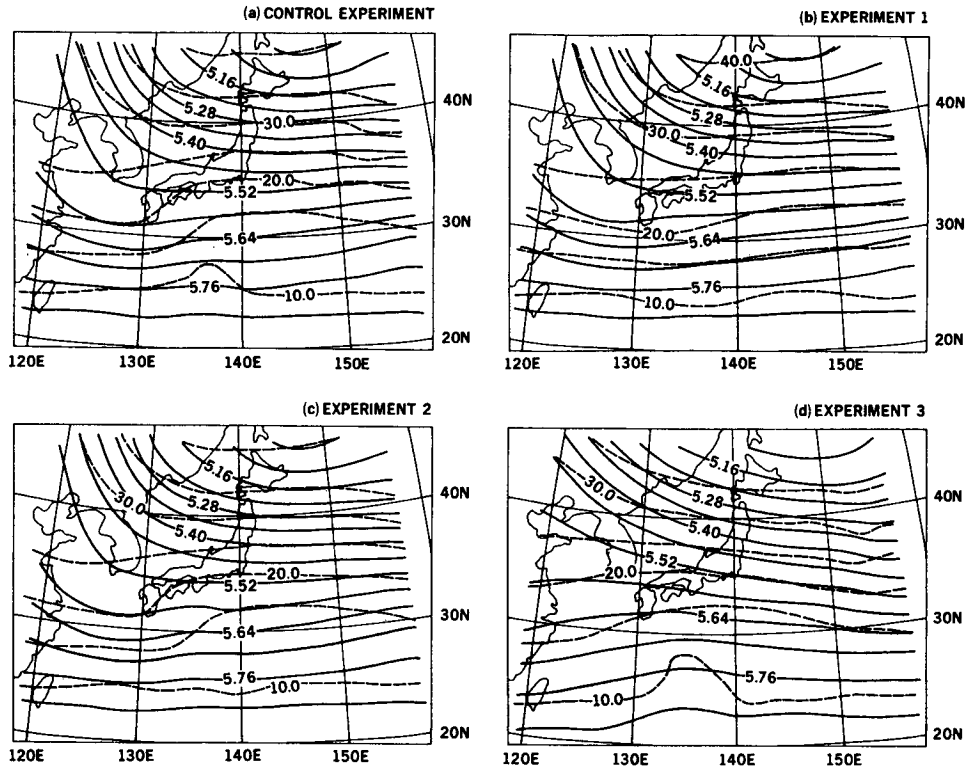 (a) CONTROL EXPERIMENT
5.16
5.28
30.0
5.40
20.0
5.52
5.64
5.76
10.0
40N
30N
20N
120E 130E 140E 150E
(b) EXPERIMENT 1
40.0
5.16
5.28
30.0
5.40
5.52
20.0
5.64
5.76
10.0
40N
30N
20N
120E 130E 140E 150E
(c) EXPERIMENT 2
5.16
30.0
5.28
5.40
20.0
5.52
5.64
5.76
10.0
40N
30N
20N
120E 130E 140E 150E
(d) EXPERIMENT 3
5.16
30.0
5.28
5.40
5.52
20.0
5.64
5.76
10.0
40N
30N
20N
120E 130E 140E 150E